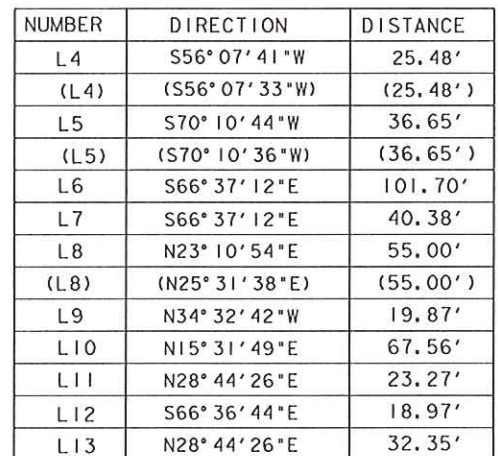 NUMBER DIRECTION DISTANCE
L4 S56°07'41"W 25.48'
(L4) (S56°07'33"W) (25.48')
L5 S70°10'44"W 36.65'
(L5) (S70°10'36"W) (36.65')
L6 S66°37'12"E 101.70'
L7 S66°37'12"E 40.38'
L8 N23°10'54"E 55.00'
(L8) (N25°31'38"E) (55.00')
L9 N34°32'42"W 19.87'
L10 N15°31'49"E 67.56'
L11 N28°44'26"E 23.27'
L12 S66°36'44"E 18.97'
L13 N28°44'26"E 32.35'